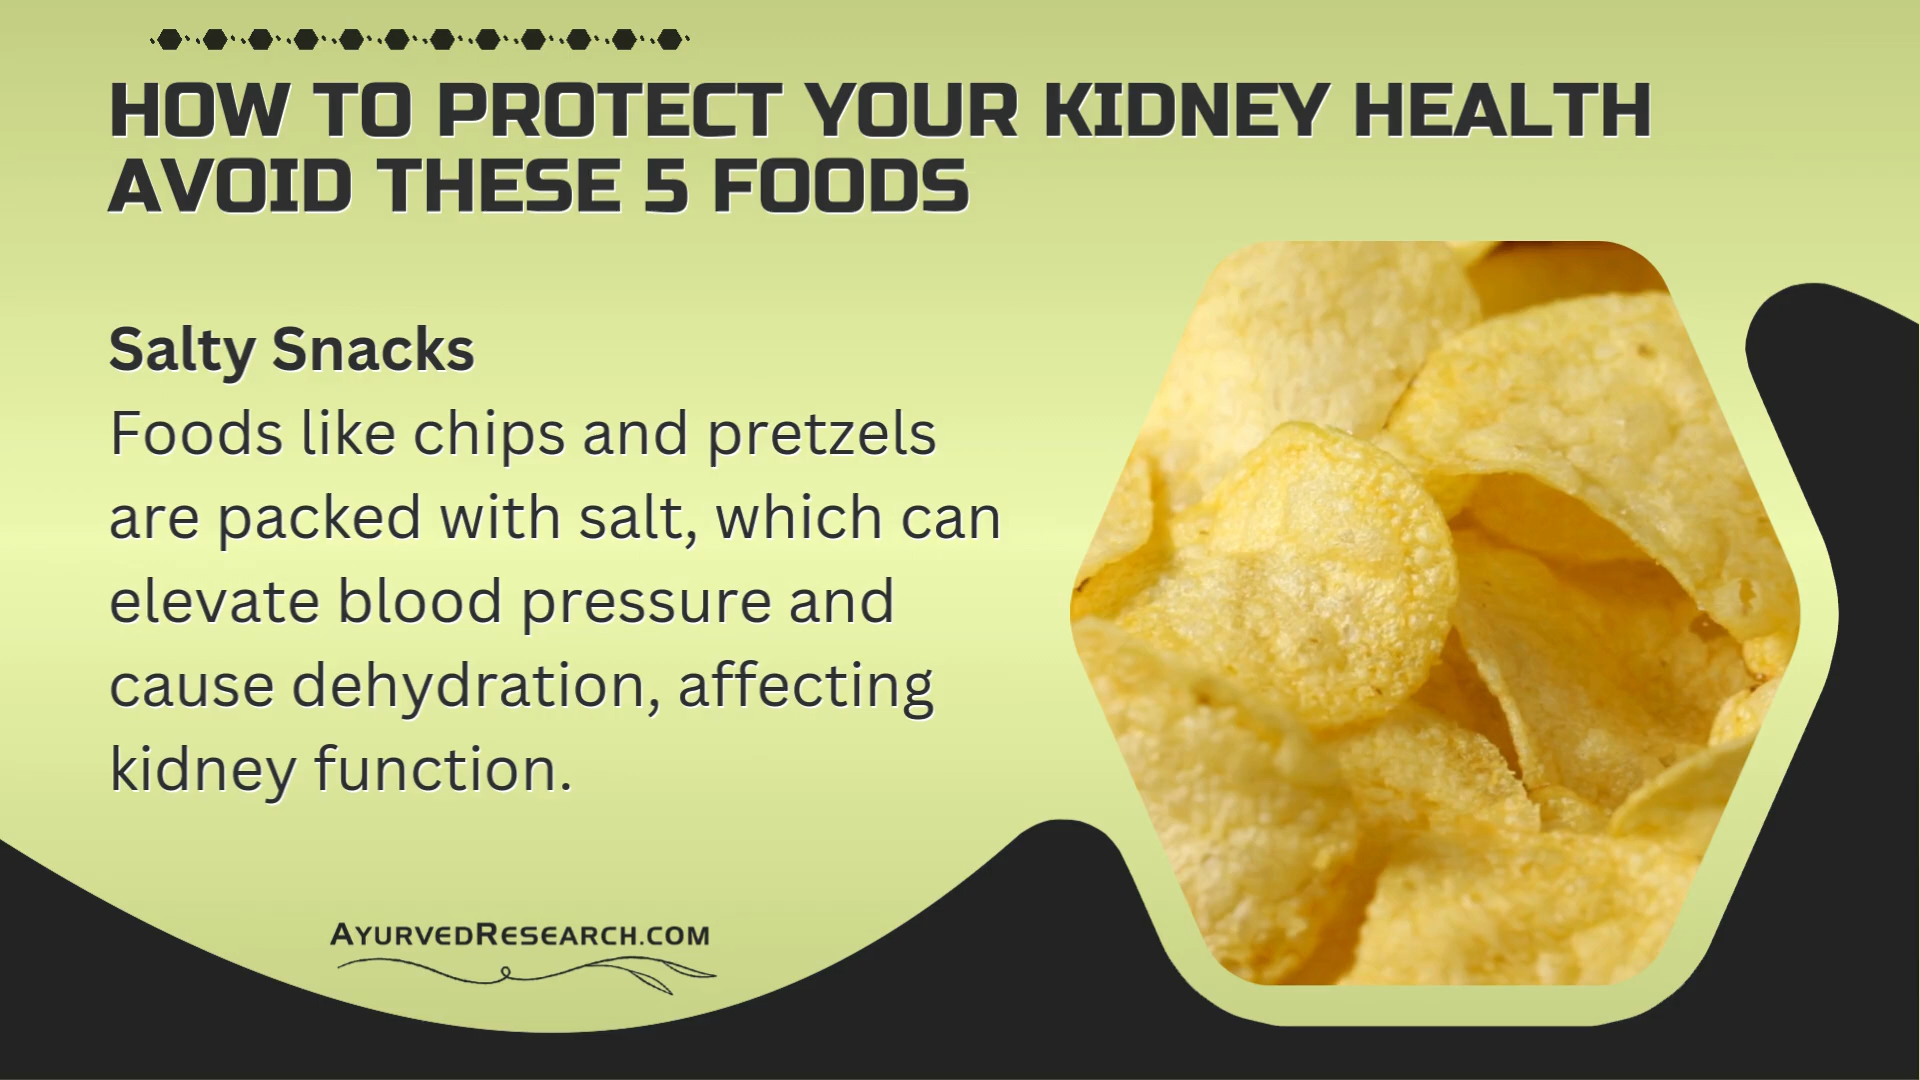 HOW TO PROTECT YOUR KIDNEY HEALTH
AVOID THESE 5 FOODS
Salty Snacks
Foods like chips and pretzels
are packed with salt, which can
elevate blood pressure and
cause dehydration, affecting
kidney function.
AYURVEDRESEARCH.COM